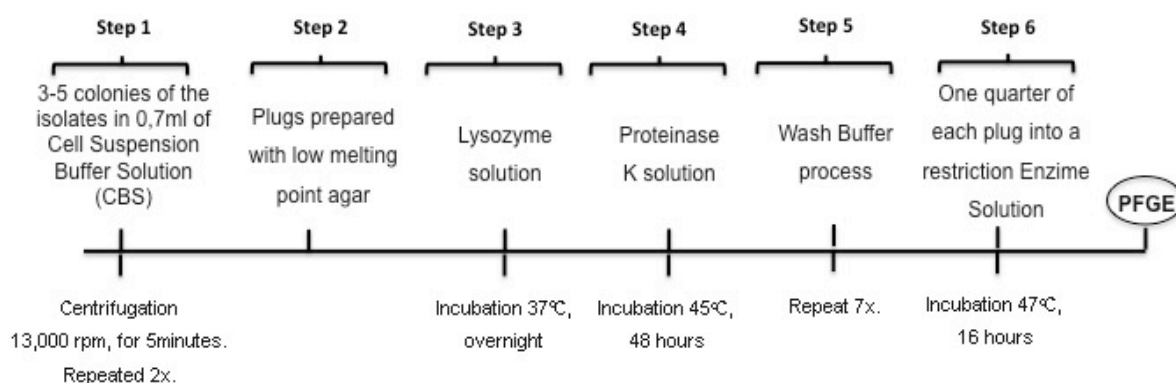 Step 1
3-5 colonies of the
isolates in 0,7ml of
Cell Suspension
Buffer Solution
(CBS)
Centrifugation
13,000 rpm, for 5minutes.
Repeated 2x.
Step 2
Plugs prepared
with low melting
point agar
Step 3
Lysozyme
solution
Incubation 37°C,
overnight
Step 4
Proteinase
K solution
Incubation 45°C,
48 hours
Step 5
Wash Buffer
process
Repeat 7x.
Step 6
One quarter of
each plug into a
restriction Enzime
Solution
Incubation 47°C,
16 hours
PFGE